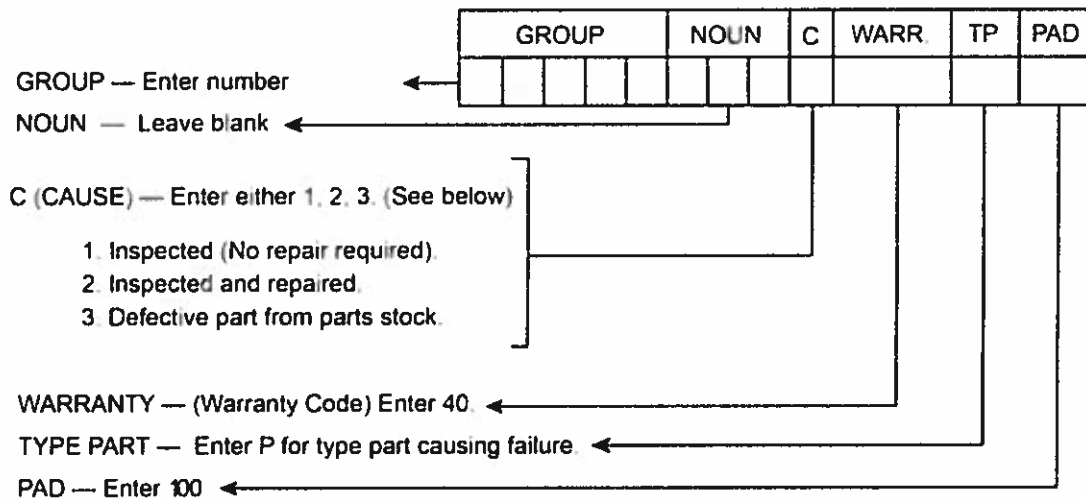 GROUP NOUN C WARR. TP PAD
GROUP — Enter number
NOUN — Leave blank
C (CAUSE) — Enter either 1, 2, 3. (See below)
1. Inspected (No repair required).
2. Inspected and repaired.
3. Defective part from parts stock.
WARRANTY — (Warranty Code) Enter 40.
TYPE PART — Enter P for type part causing failure.
PAD — Enter 100